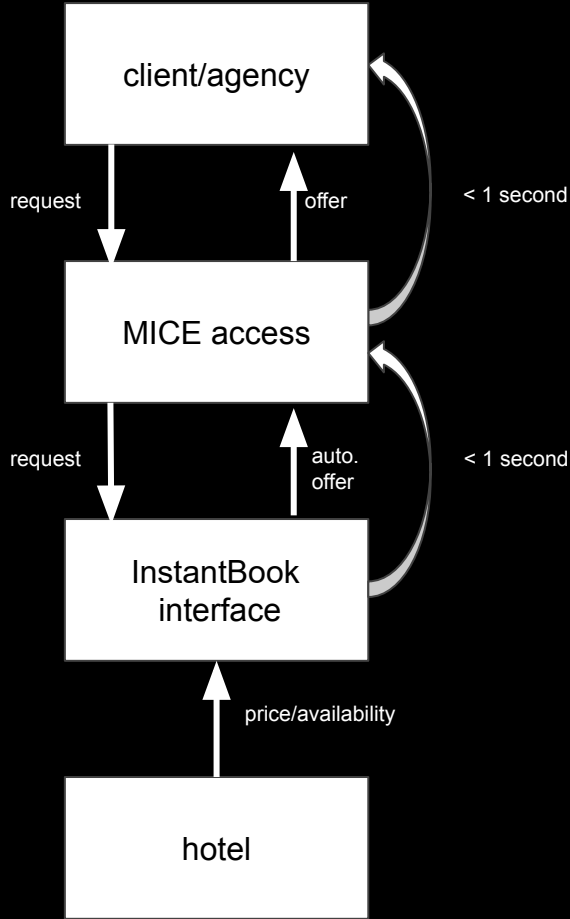 client/agency
request
offer
< 1 second
MICE access
request
auto.
offer
< 1 second
InstantBook
interface
price/availability
hotel